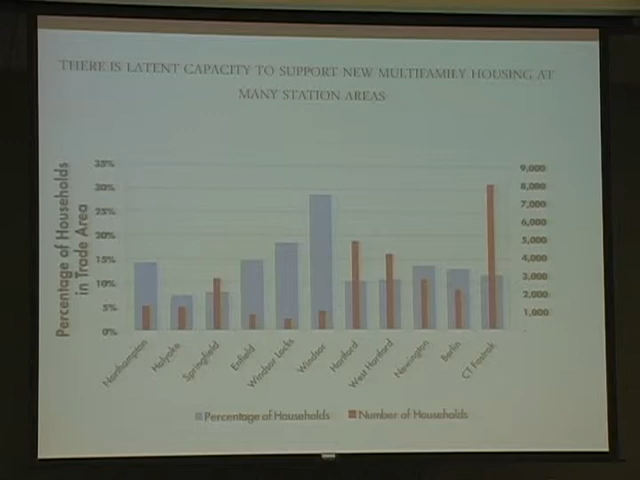 THERE IS LATENT CAPACITY TO SUPPORT NEW MULTIFAMILY HOUSING AT
MANY STATION AREAS
Percentage of Households
in Trade Area
35%
30%
25%
20%
15%
10%
5%
0%
9,000
8,000
7,000
6,000
5,000
4,000
3,000
2,000
1,000
-
Northampton
Holyoke
Springfield
Enfield
Windsor Locks
Windsor
Hartford
West Hartford
Newington
Berlin
CT Fastrak
Percentage of Households
Number of Households